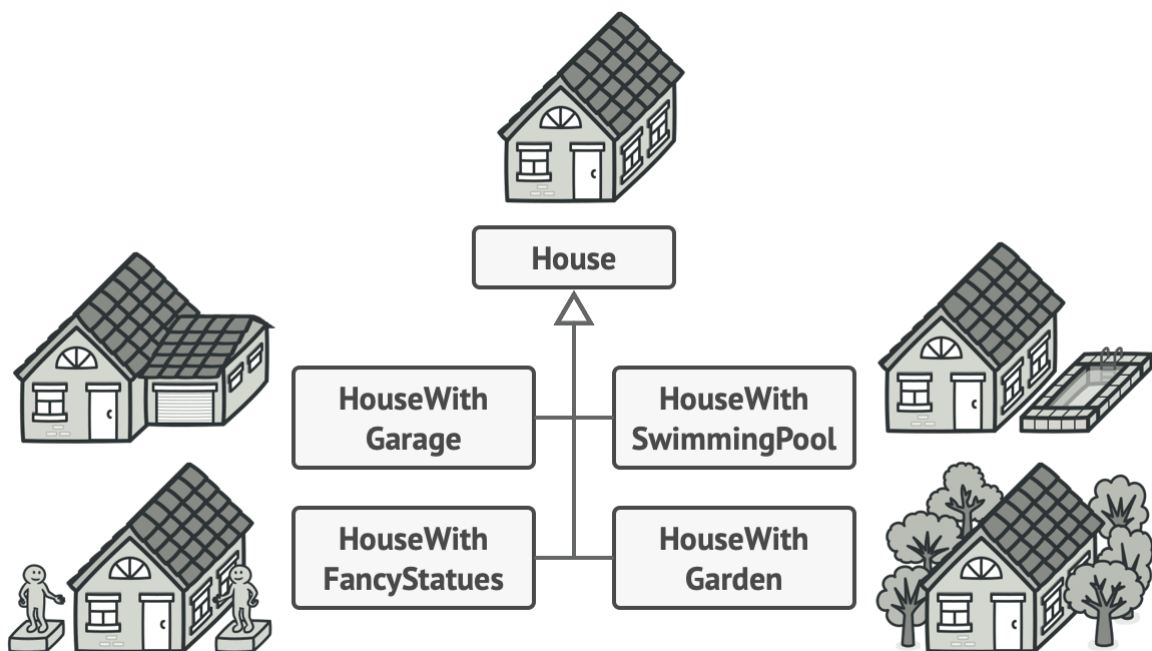 House
HouseWith
Garage
HouseWith
SwimmingPool
HouseWith
FancyStatues
HouseWith
Garden